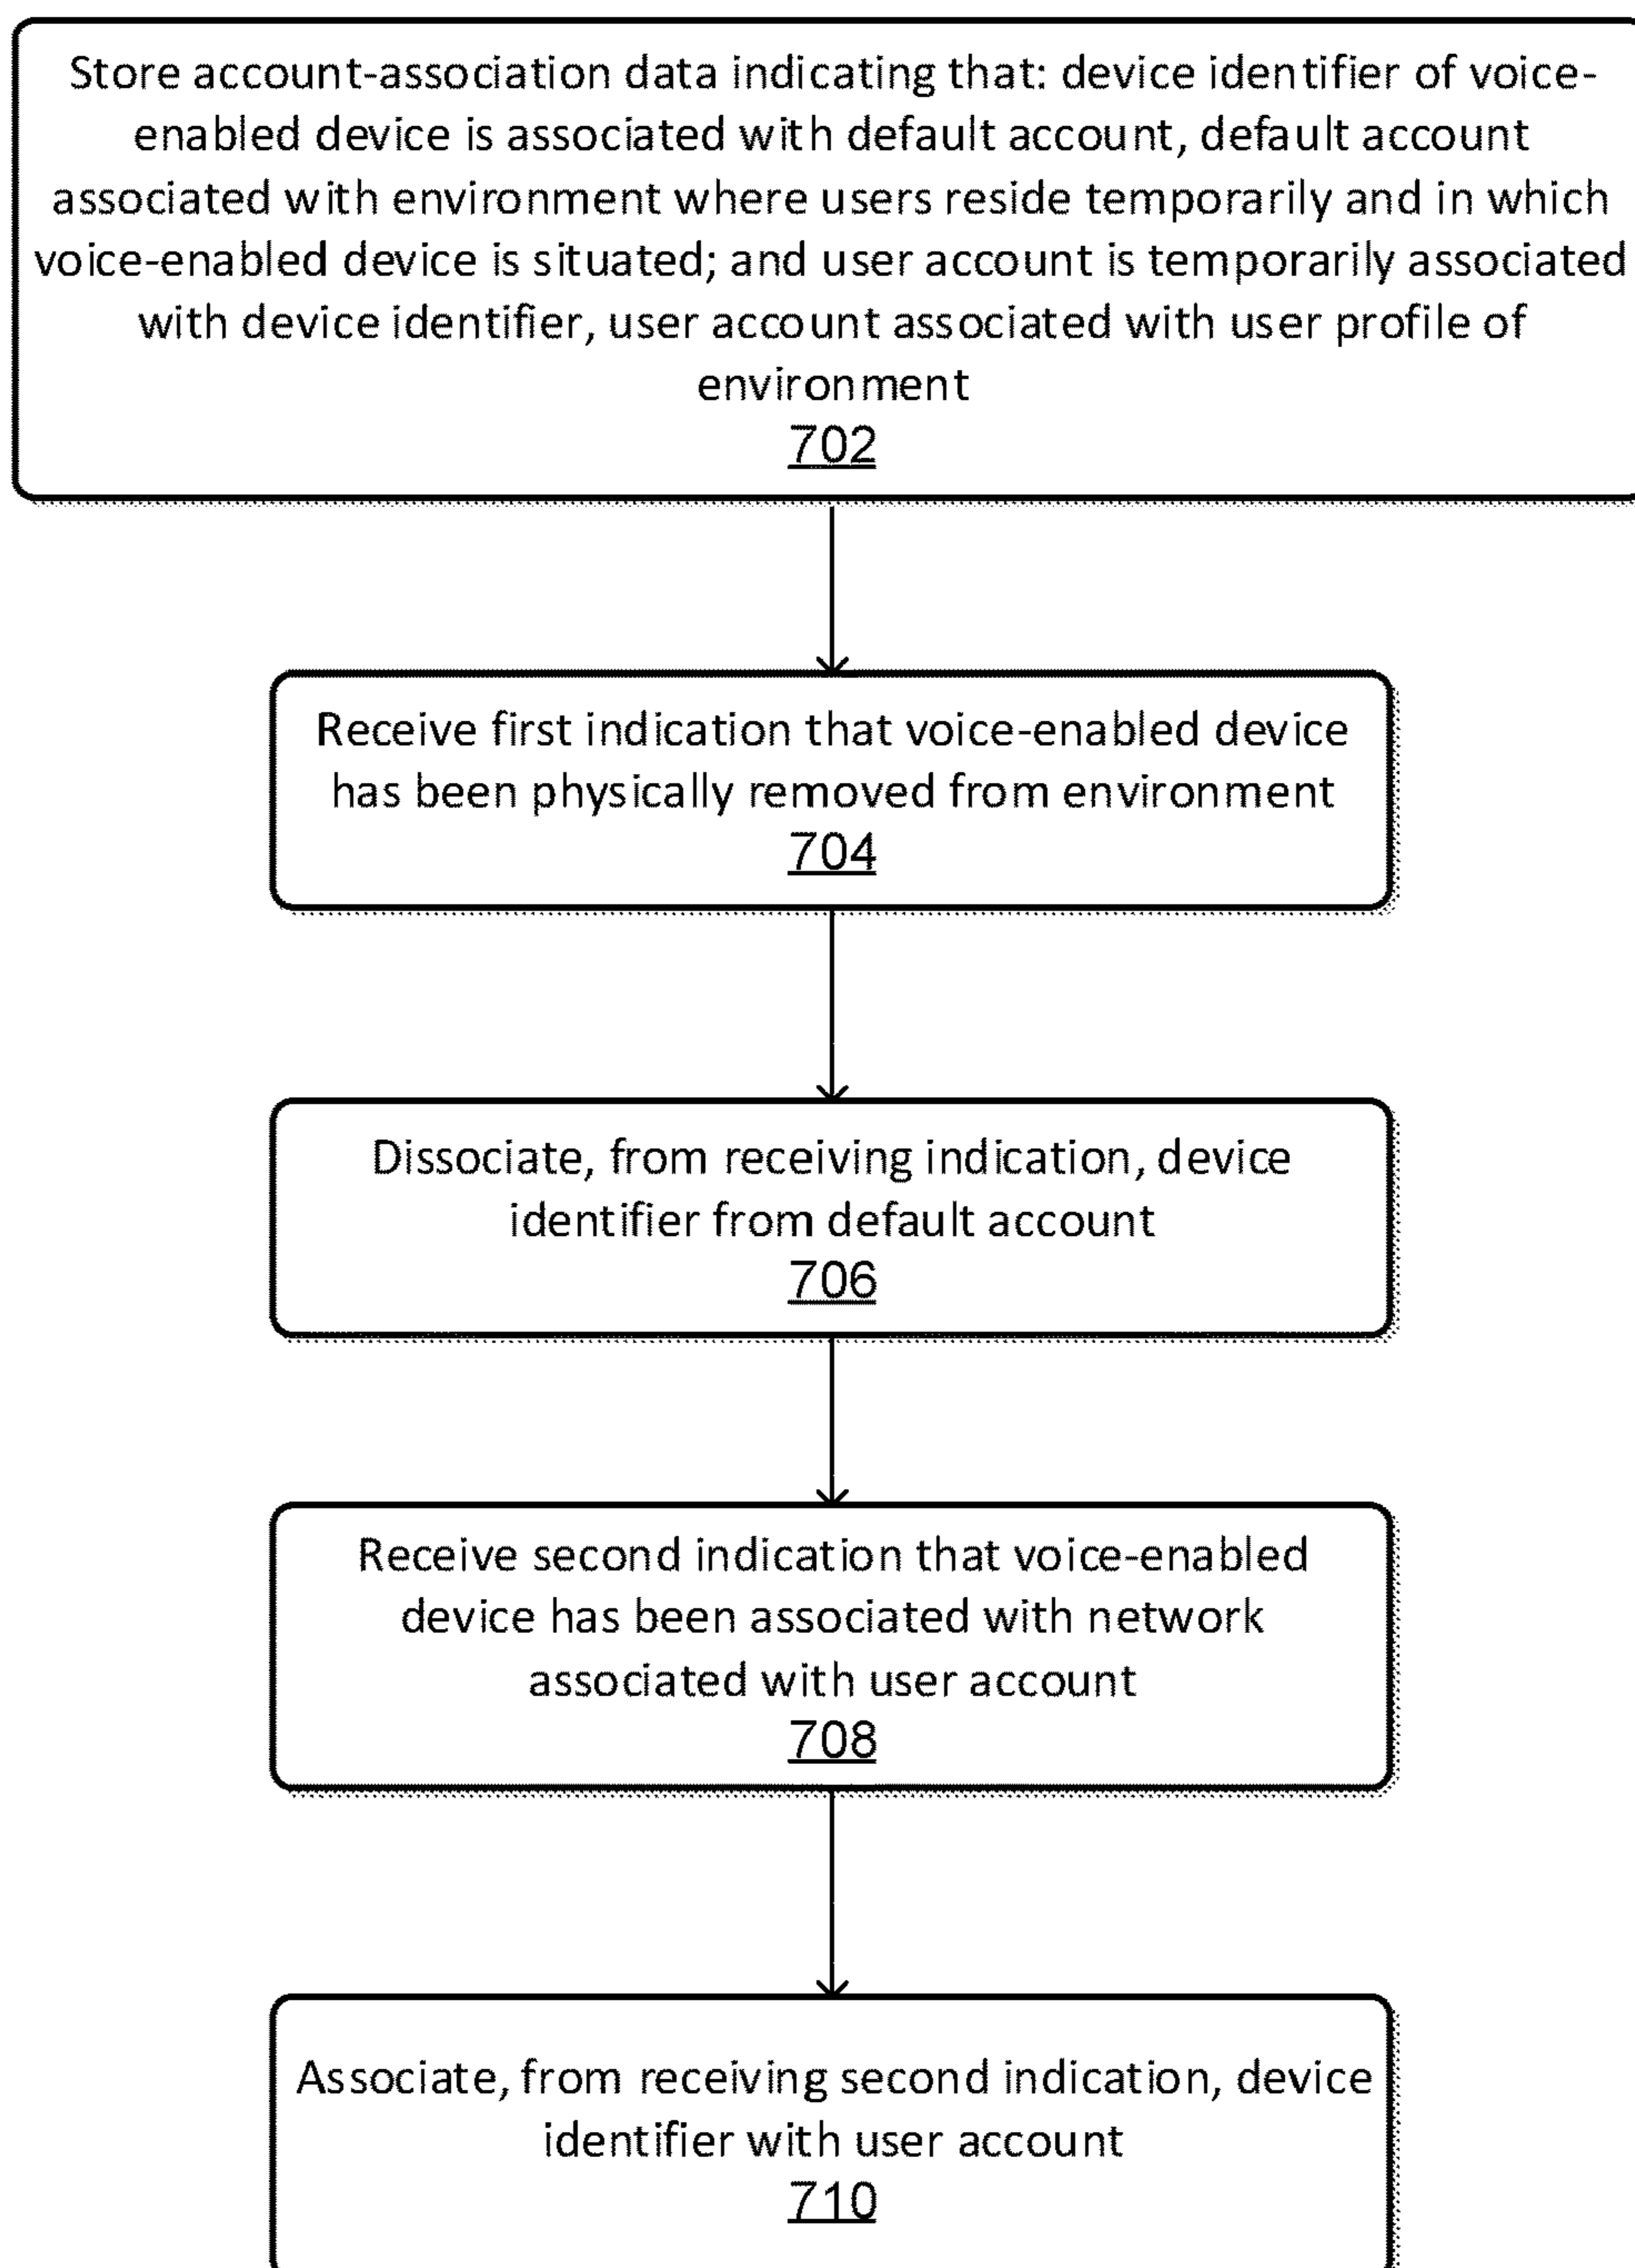 Store account-association data indicating that: device identifier of voice-
enabled device is associated with default account, default account
associated with environment where users reside temporarily and in which
voice-enabled device is situated; and user account is temporarily associated
with device identifier, user account associated with user profile of
environment
702
Receive first indication that voice-enabled device
has been physically removed from environment
704
Dissociate, from receiving indication, device
identifier from default account
706
Receive second indication that voice-enabled
device has been associated with network
associated with user account
708
Associate, from receiving second indication, device
identifier with user account
710